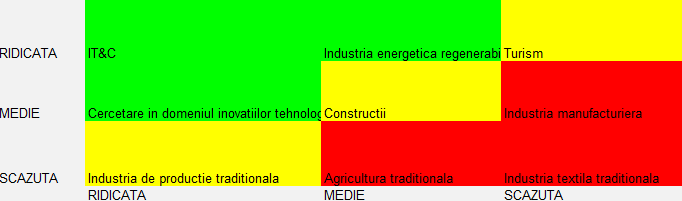 RIDICATA IT&C Industria energetica regenerabi Turism
MEDIE Cercetare in domeniul inovatiilor tehnolog Constructii Industria manufacturiera
SCAZUTA Industria de productie traditionala Agricultura traditionala Industria textila traditionala
RIDICATA MEDIE SCAZUTA